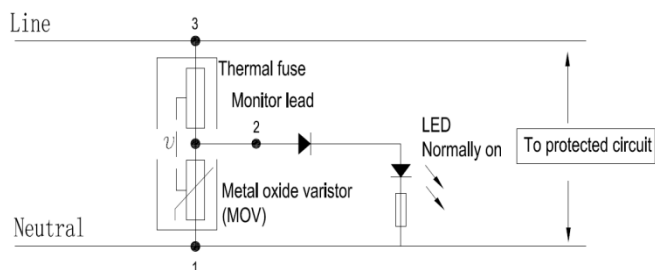 Line
3
Thermal fuse
Monitor lead
2
υ
LED
Normally on
To protected circuit
Metal oxide varistor
(MOV)
Neutral
1